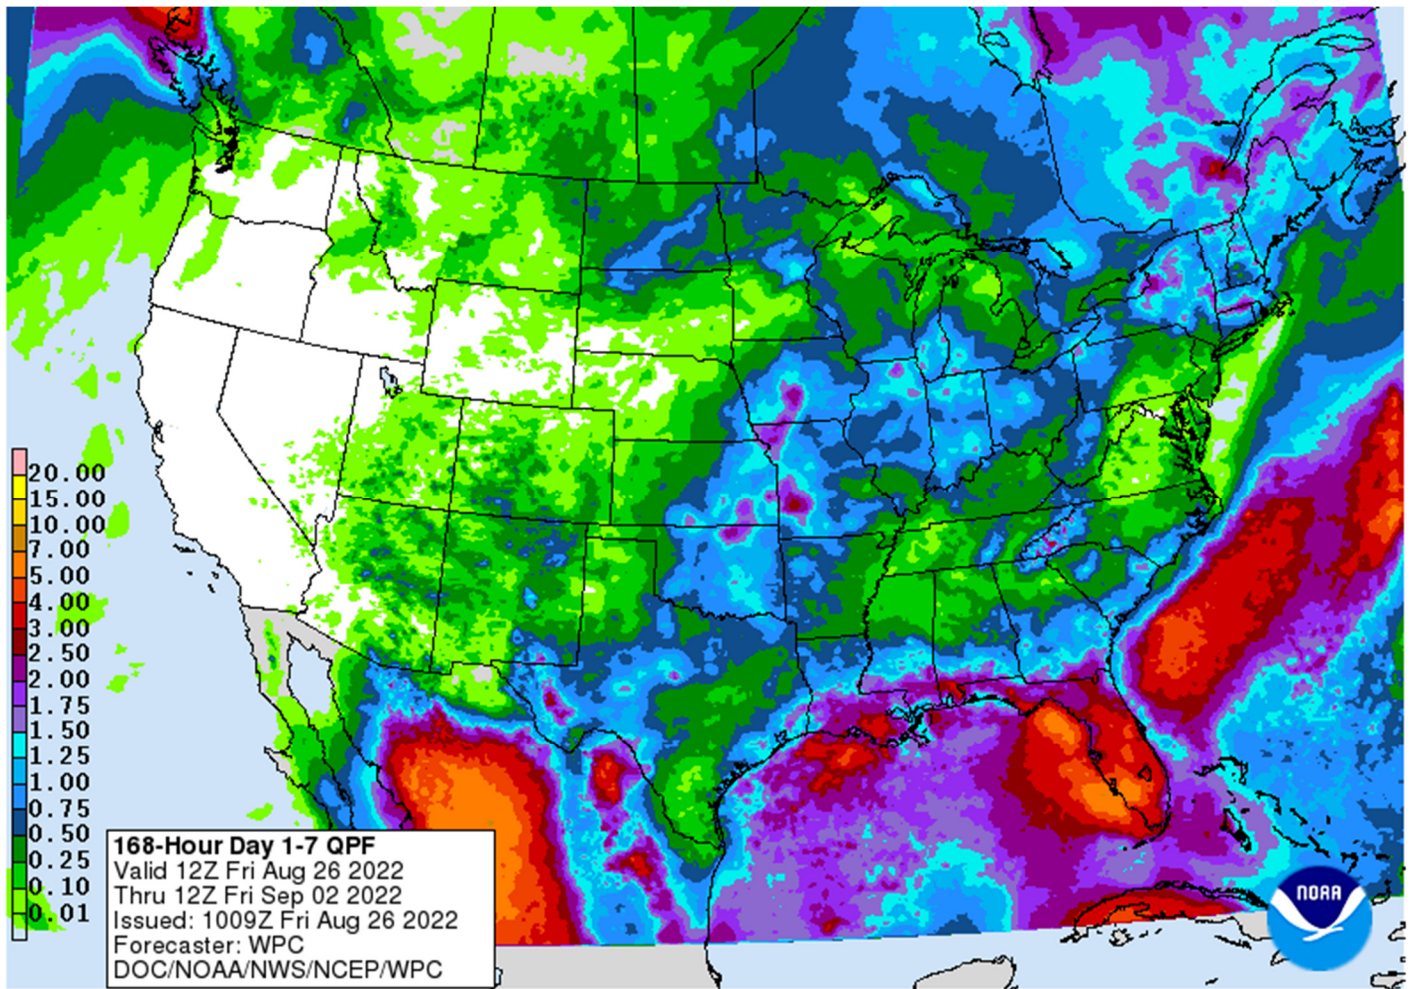 20.00
15.00
10.00
7.00
5.00
4.00
3.00
2.50
2.00
1.75
1.50
1.25
1.00
0.75
0.50
0.25
0.10
0.01
168-Hour Day 1-7 QPF
Valid 12Z Fri Aug 26 2022
Thru 12Z Fri Sep 02 2022
Issued: 1009Z Fri Aug 26 2022
Forecaster: WPC
DOC/NOAA/NWS/NCEP/WPC
NOAA